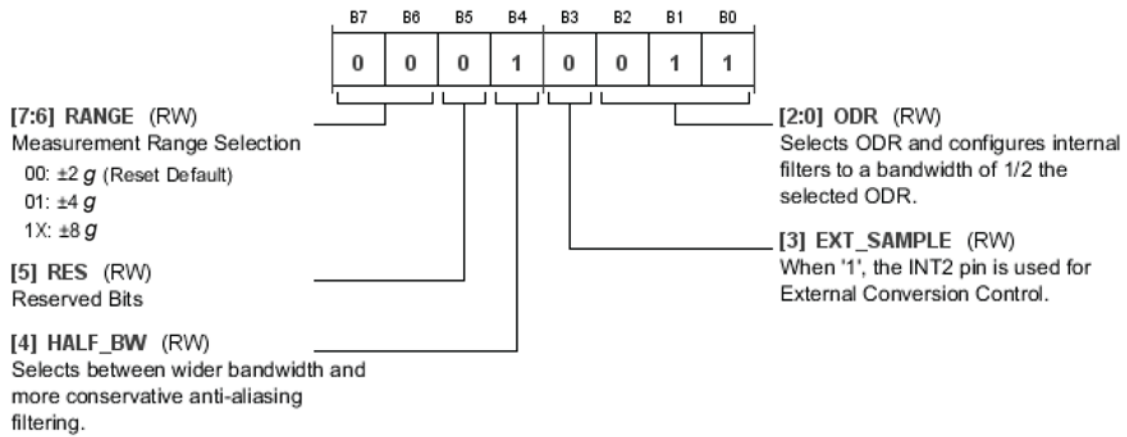 B7 B6 B5 B4 B3 B2 B1 B0
0 0 0 1 0 0 1 1
[7:6] RANGE (RW)
Measurement Range Selection
00: ±2 g (Reset Default)
01: ±4 g
1X: ±8 g
[5] RES (RW)
Reserved Bits
[4] HALF_BW (RW)
Selects between wider bandwidth and
more conservative anti-aliasing
filtering.
[2:0] ODR (RW)
Selects ODR and configures internal
filters to a bandwidth of 1/2 the
selected ODR.
[3] EXT_SAMPLE (RW)
When '1', the INT2 pin is used for
External Conversion Control.